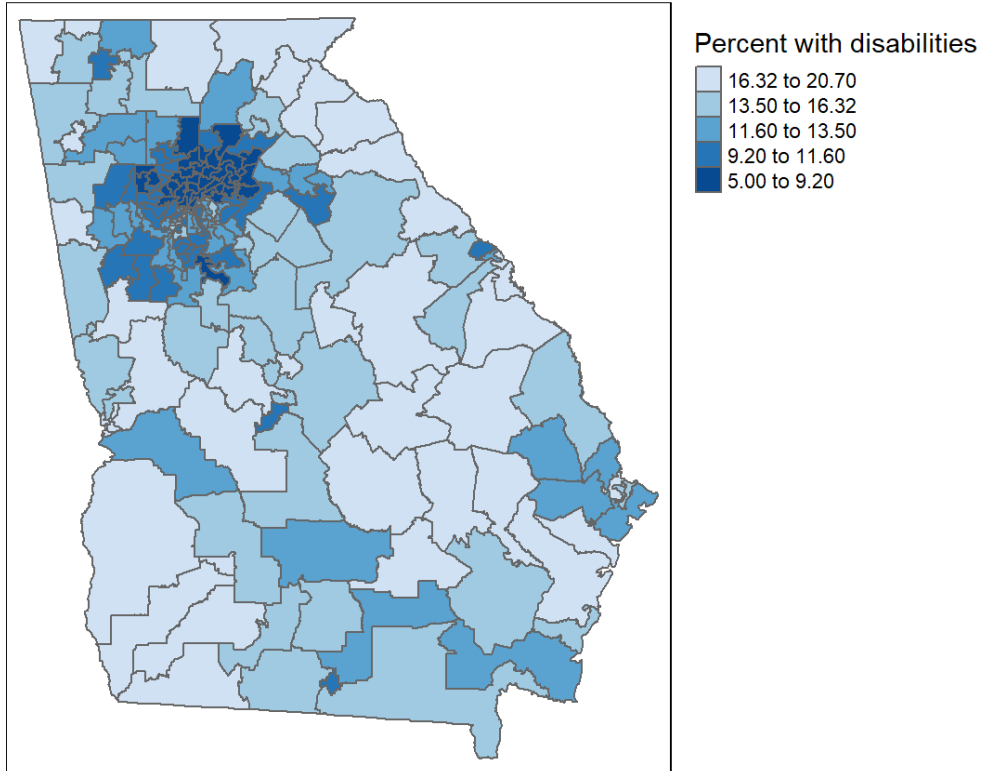 Percent with disabilities
16.32 to 20.70
13.50 to 16.32
11.60 to 13.50
9.20 to 11.60
5.00 to 9.20